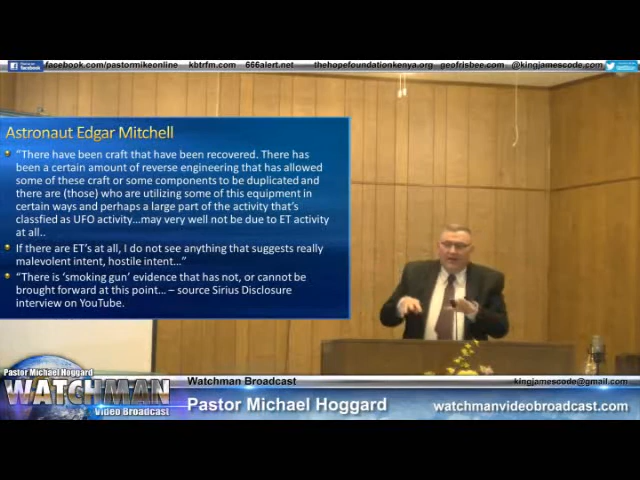 facebook.com/pastormikeonline kbtrfm.com 666alert.net thehopefoundationkenya.org geofrisbee.com @kingjamescode.com
Astronaut Edgar Mitchell
"There have been craft that have been recovered. There has
been a certain amount of reverse engineering that has allowed
some of these craft or some components to be duplicated and
there are (those) who are utilizing some of this equipment in
certain ways and perhaps a large part of the activity that's
classfied as UFO activity...may very well not be due to ET activity
at all..
If there are ET's at all, I do not see anything that suggests really
malevolent intent, hostile intent..."
"There is 'smoking gun' evidence that has not, or cannot be
brought forward at this point... – source Sirius Disclosure
interview on YouTube.
Pastor Michael Hoggard
WATCHMAN
Video Broadcast
Watchman Broadcast
kingjamescode@gmail.com
Pastor Michael Hoggard
watchmanvideobroadcast.com